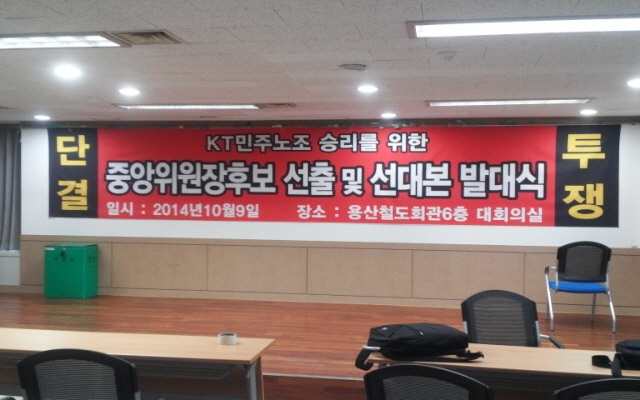 단결
KT민주노조 승리를 위한
중앙위원장후보 선출 및 선대본 발대식
일시 : 2014년10월9일 장소 : 용산철도회관6층 대회의실
투쟁